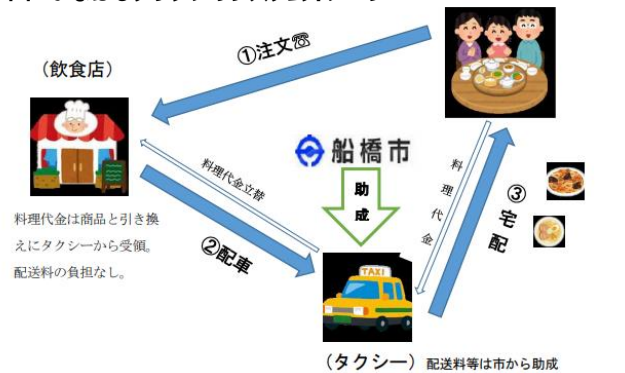 ①注文☎
（飲食店）
船橋市
助成
料理代金立替
料理代金
③宅配
料理代金は商品と引き換
えにタクシーから受領。
配送料の負担なし。
②配車
TAXI
（タクシー）配送料等は市から助成